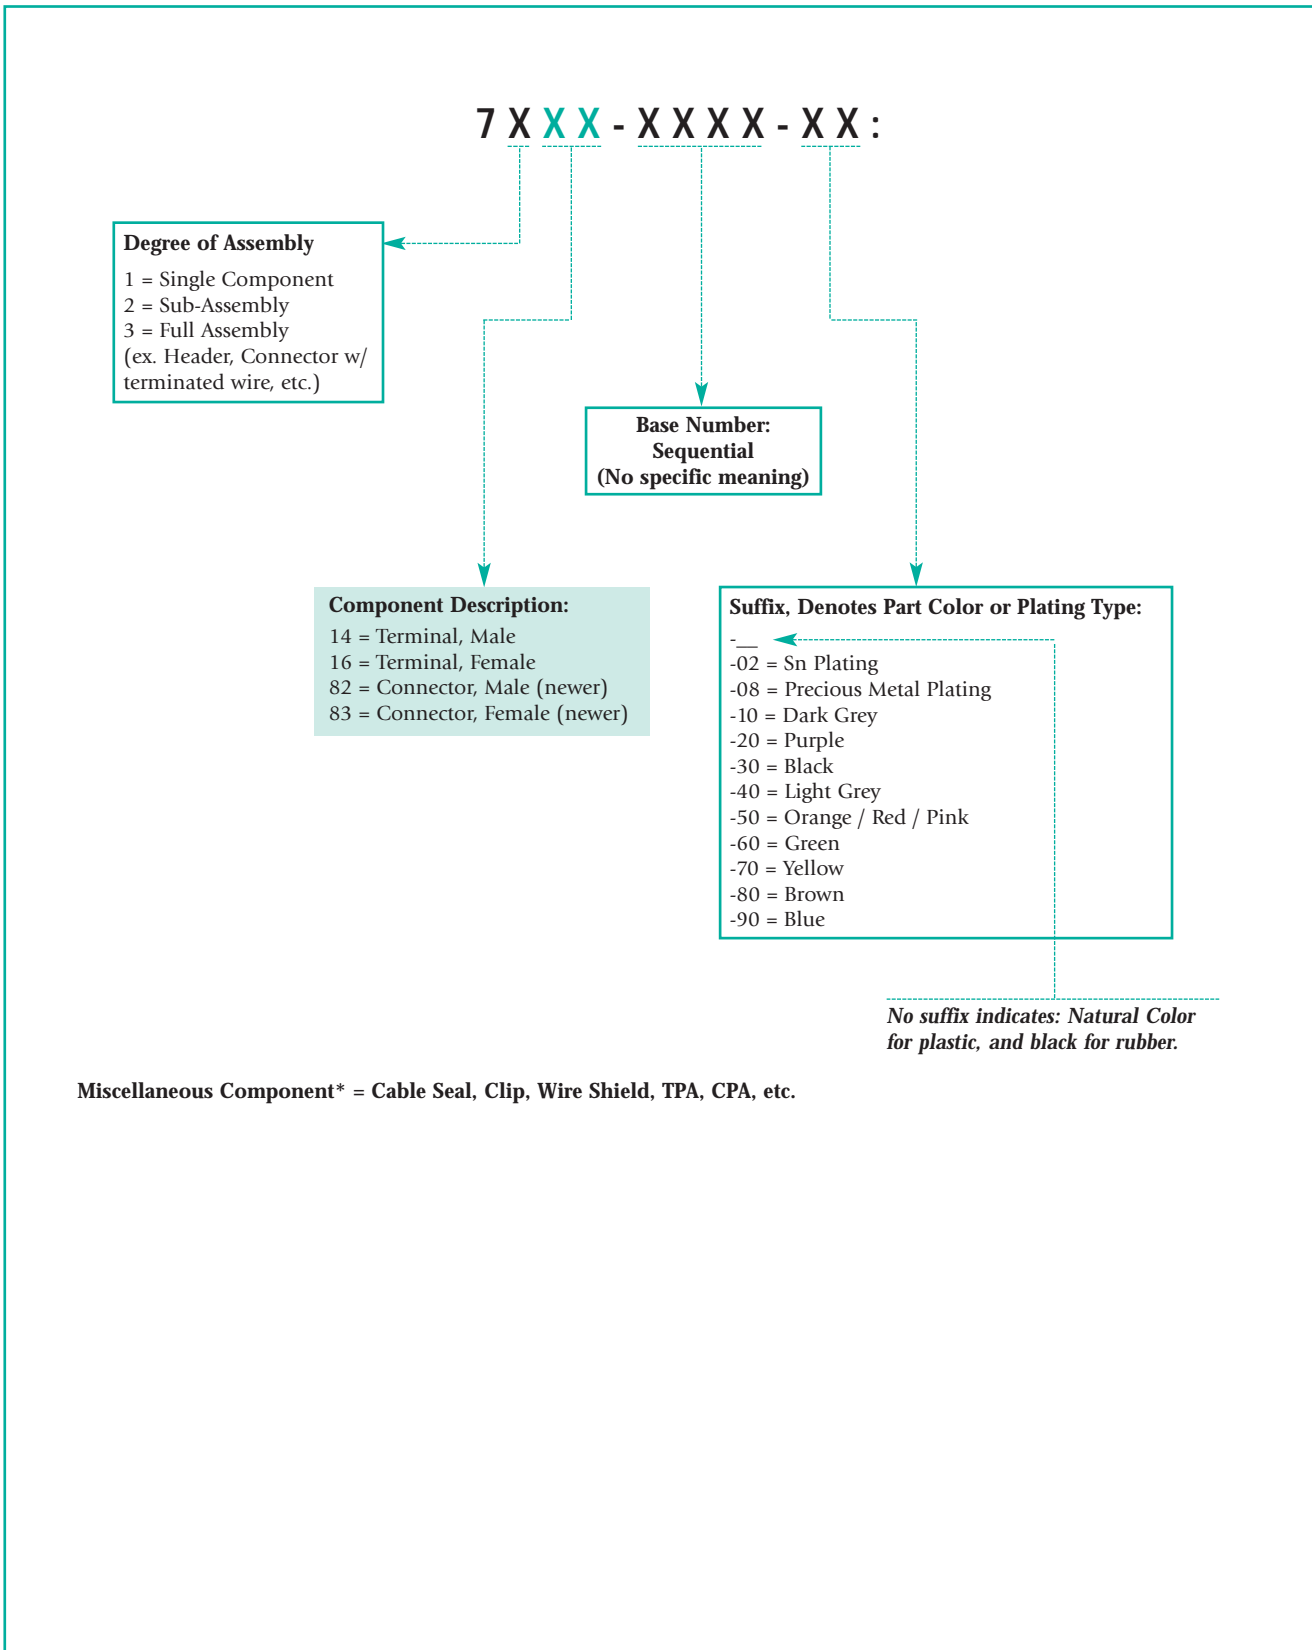 7 X X X - X X X X - X X :
Degree of Assembly
1 = Single Component
2 = Sub-Assembly
3 = Full Assembly
(ex. Header, Connector w/
terminated wire, etc.)
Base Number:
Sequential
(No specific meaning)
Component Description:
14 = Terminal, Male
16 = Terminal, Female
82 = Connector, Male (newer)
83 = Connector, Female (newer)
Suffix, Denotes Part Color or Plating Type:
-__
-02 = Sn Plating
-08 = Precious Metal Plating
-10 = Dark Grey
-20 = Purple
-30 = Black
-40 = Light Grey
-50 = Orange / Red / Pink
-60 = Green
-70 = Yellow
-80 = Brown
-90 = Blue
No suffix indicates: Natural Color
for plastic, and black for rubber.
Miscellaneous Component* = Cable Seal, Clip, Wire Shield, TPA, CPA, etc.